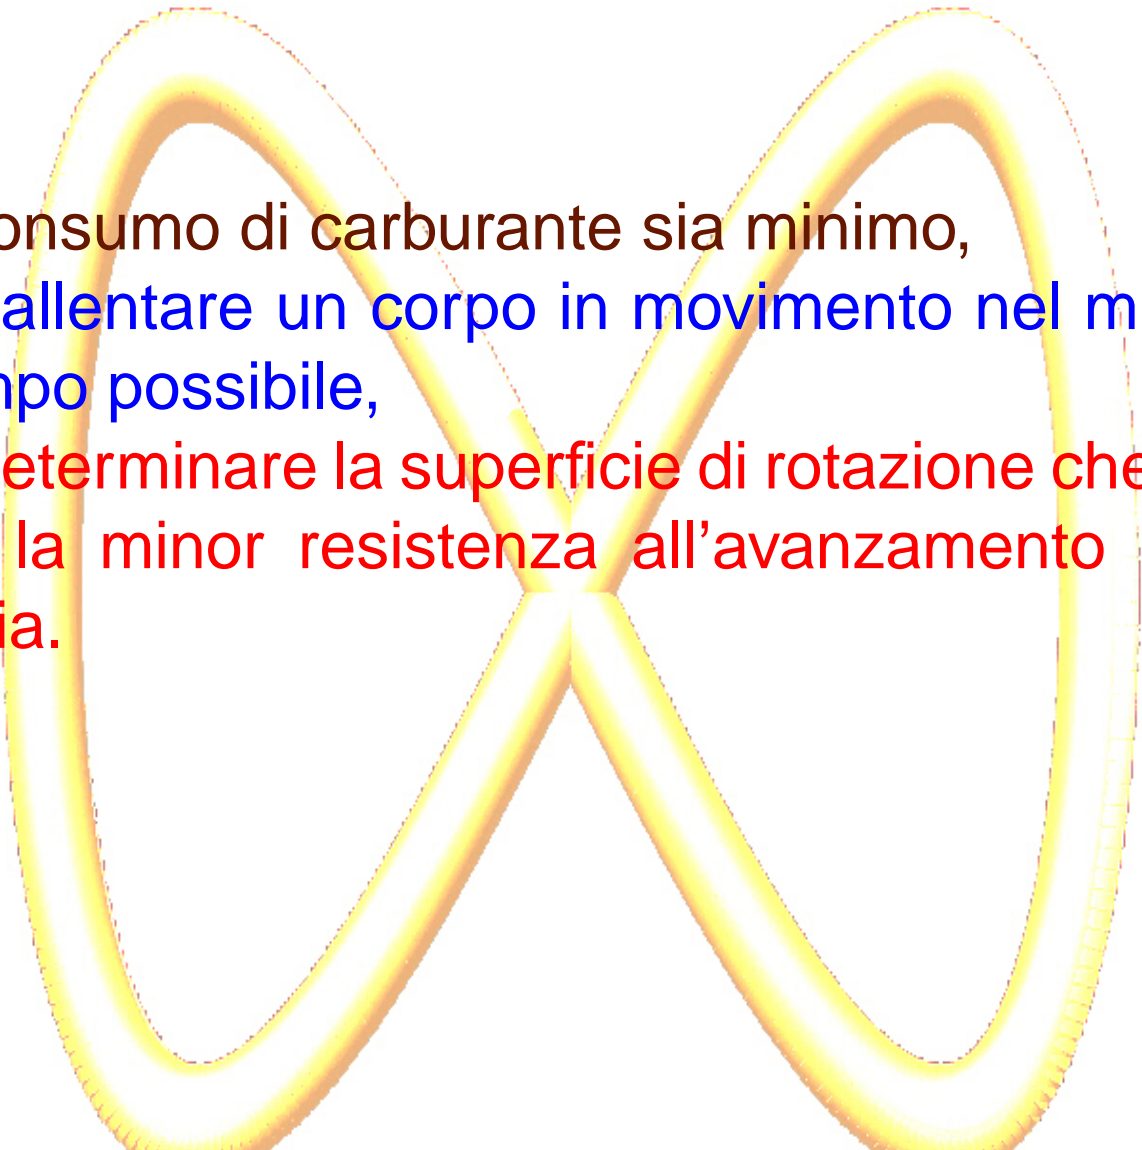 onsumo di carburante sia minimo,
allentare un corpo in movimento nel m
mpo possibile,
eterminare la superficie di rotazione che
la minor resistenza all’avanzamento
ia.